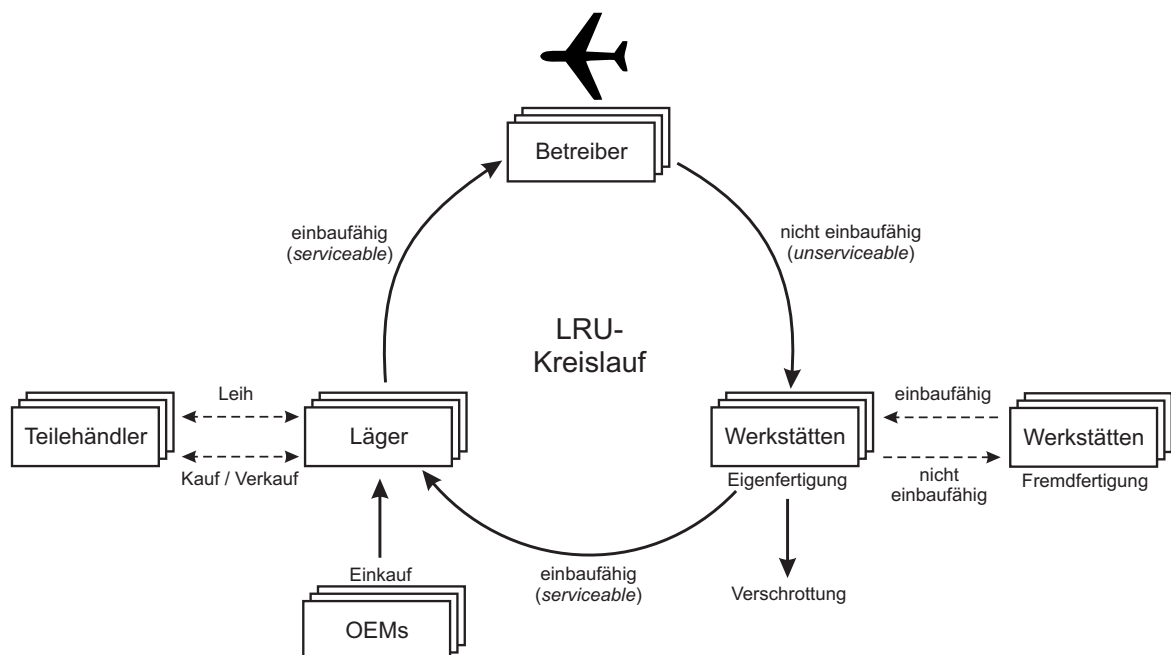 Betreiber
einbaufähig
(serviceable)
nicht einbaufähig
(unserviceable)
LRU-
Kreislauf
Teilehändler
Leih
Kauf / Verkauf
Läger
Werkstätten
Eigenfertigung
einbaufähig
nicht
einbaufähig
Werkstätten
Fremdfertigung
Einkauf
OEMs
einbaufähig
(serviceable)
Verschrottung